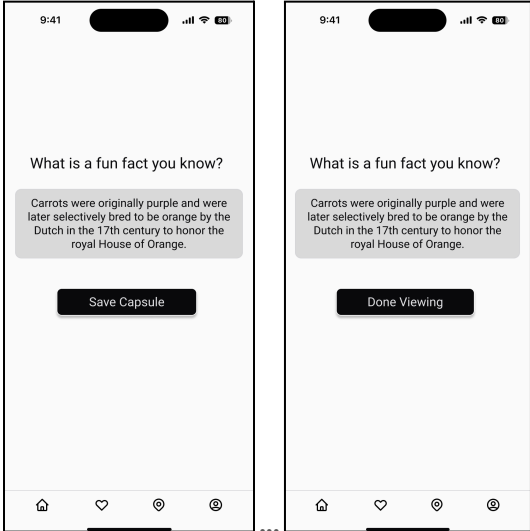 9:41
80
What is a fun fact you know?
Carrots were originally purple and were
later selectively bred to be orange by the
Dutch in the 17th century to honor the
royal House of Orange.
Save Capsule
9:41
80
What is a fun fact you know?
Carrots were originally purple and were
later selectively bred to be orange by the
Dutch in the 17th century to honor the
royal House of Orange.
Done Viewing